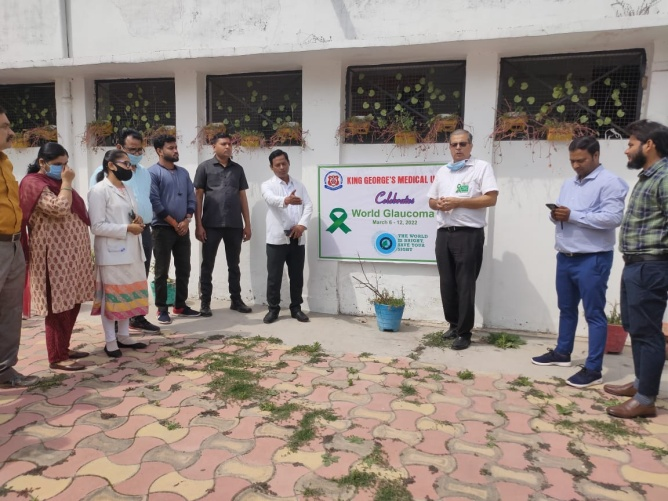 KING GEORGE'S MEDICAL U
Celebrates
World Glaucoma
March 6 - 12, 2022
THE WORLD
IS BRIGHT,
SAVE YOUR
SIGHT